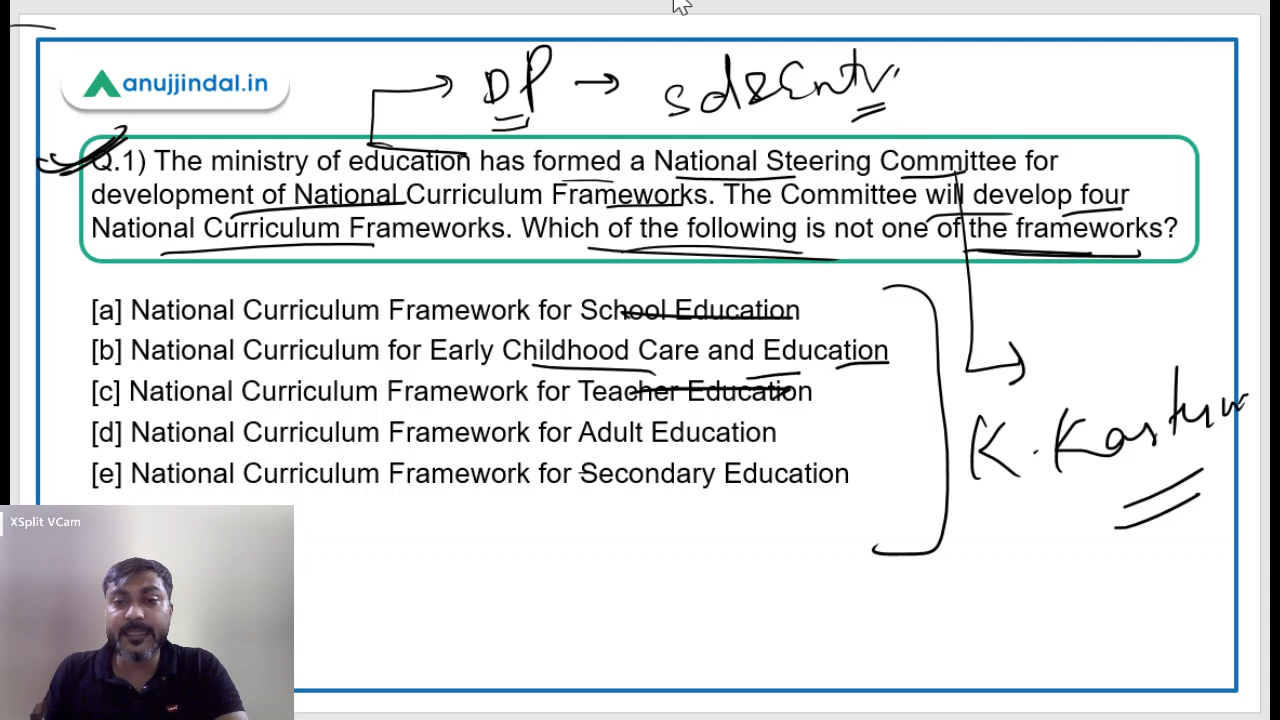 anujjindal.in
DP → 
Q.1) The ministry of education has formed a National Steering Committee for
development of National Curriculum Frameworks. The Committee will develop four
National Curriculum Frameworks. Which of the following is not one of the frameworks?
[a] National Curriculum Framework for School Education
[b] National Curriculum for Early Childhood Care and Education
[c] National Curriculum Framework for Teacher Education
[d] National Curriculum Framework for Adult Education
[e] National Curriculum Framework for Secondary Education
K.
XSplit VCam